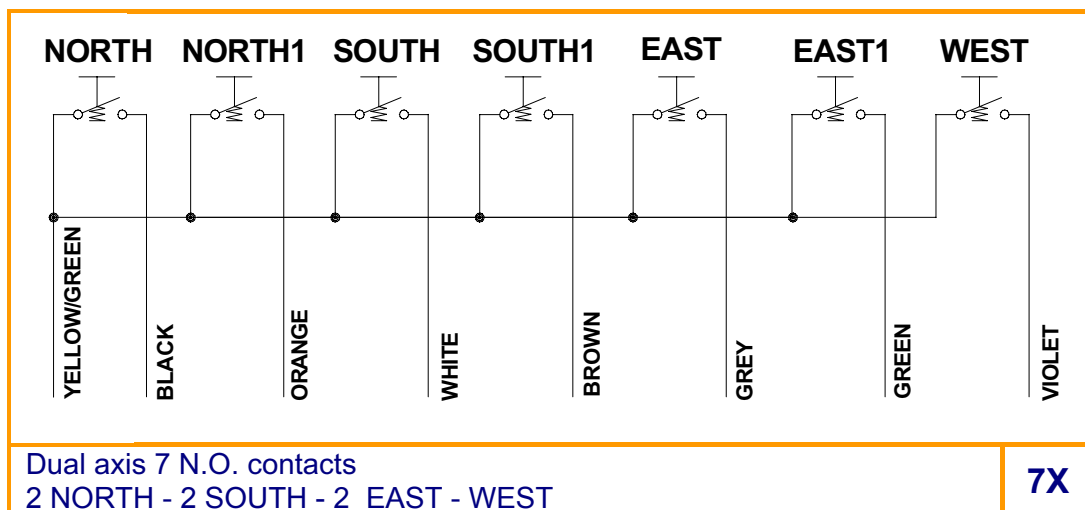 NORTH NORTH1 SOUTH SOUTH1 EAST EAST1 WEST
YELLOW/GREEN
BLACK
ORANGE
WHITE
BROWN
GREY
GREEN
VIOLET
Dual axis 7 N.O. contacts
2 NORTH - 2 SOUTH - 2 EAST - WEST
7X